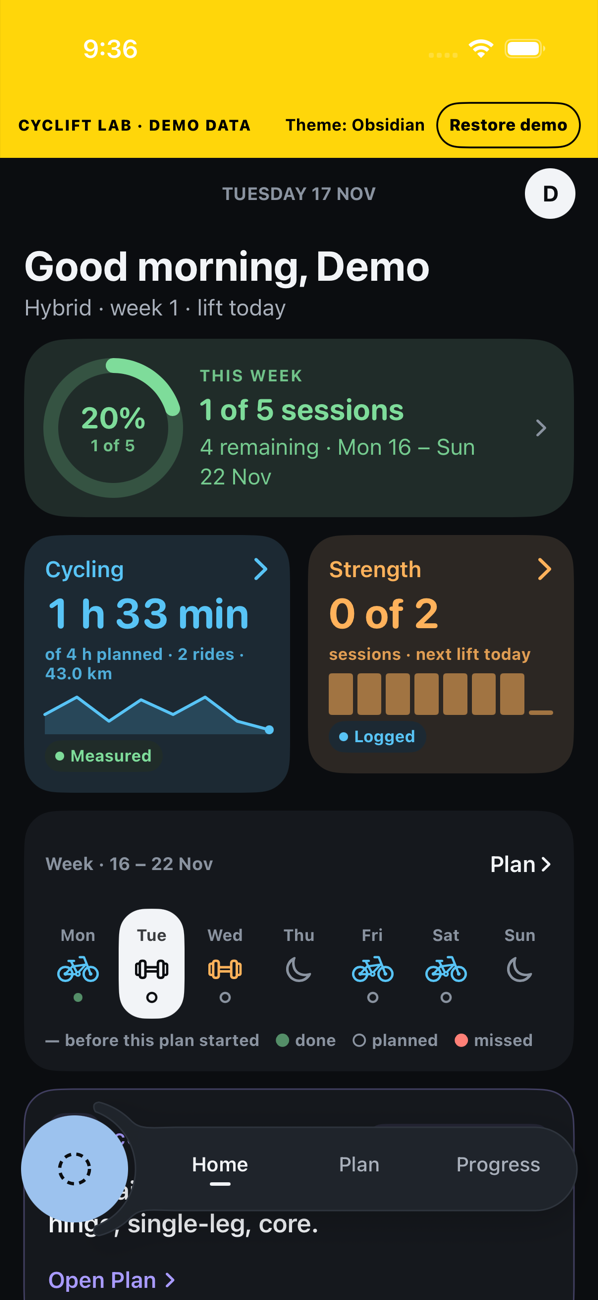 9:36
CYCLIFT LAB · DEMO DATA
Theme: Obsidian
Restore demo
TUESDAY 17 NOV
D
Good morning, Demo
Hybrid · week 1 · lift today
20%
1 of 5
THIS WEEK
1 of 5 sessions
4 remaining · Mon 16 – Sun
22 Nov
Cycling
1 h 33 min
of 4 h planned · 2 rides ·
43.0 km
Measured
Strength
0 of 2
sessions · next lift today
Logged
Week · 16 – 22 Nov
Plan
Mon Tue Wed Thu Fri Sat Sun
— before this plan started done planned missed
Home
Plan
Progress
single-leg, core.
Open Plan